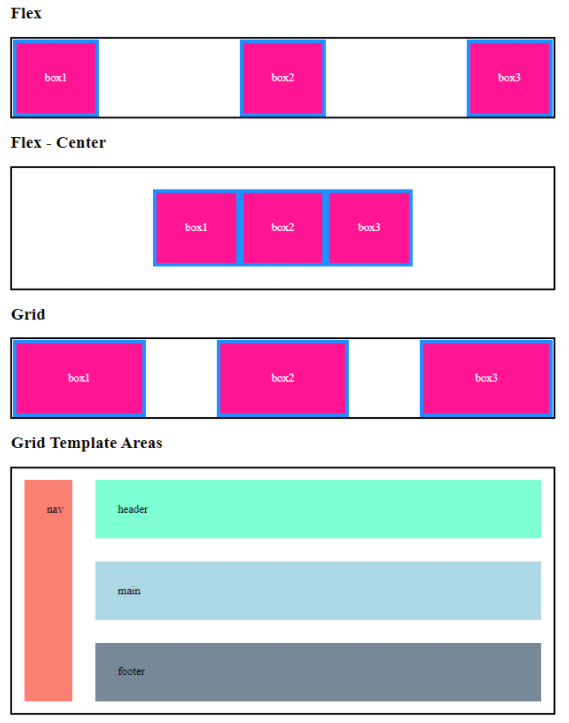 Flex
box1 box2 box3
Flex - Center
box1 box2 box3
Grid
box1 box2 box3
Grid Template Areas
nav header
main
footer